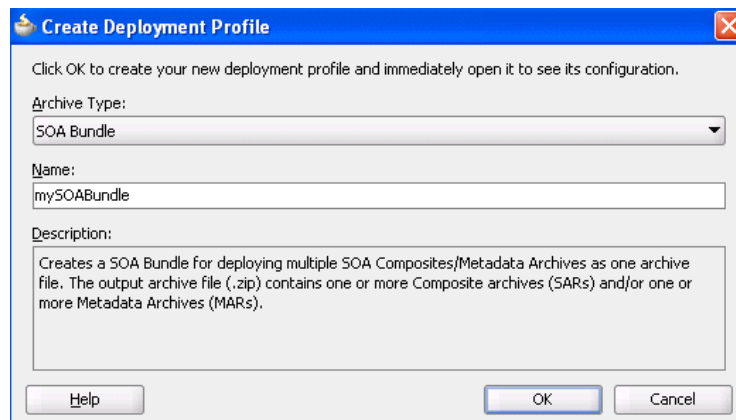 Create Deployment Profile
Click OK to create your new deployment profile and immediately open it to see its configuration.
Archive Type:
SOA Bundle
Name:
mySOABundle
Description:
Creates a SOA Bundle for deploying multiple SOA Composites/Metadata Archives as one archive
file. The output archive file (.zip) contains one or more Composite archives (SARs) and/or one or
more Metadata Archives (MARs).
Help
OK
Cancel